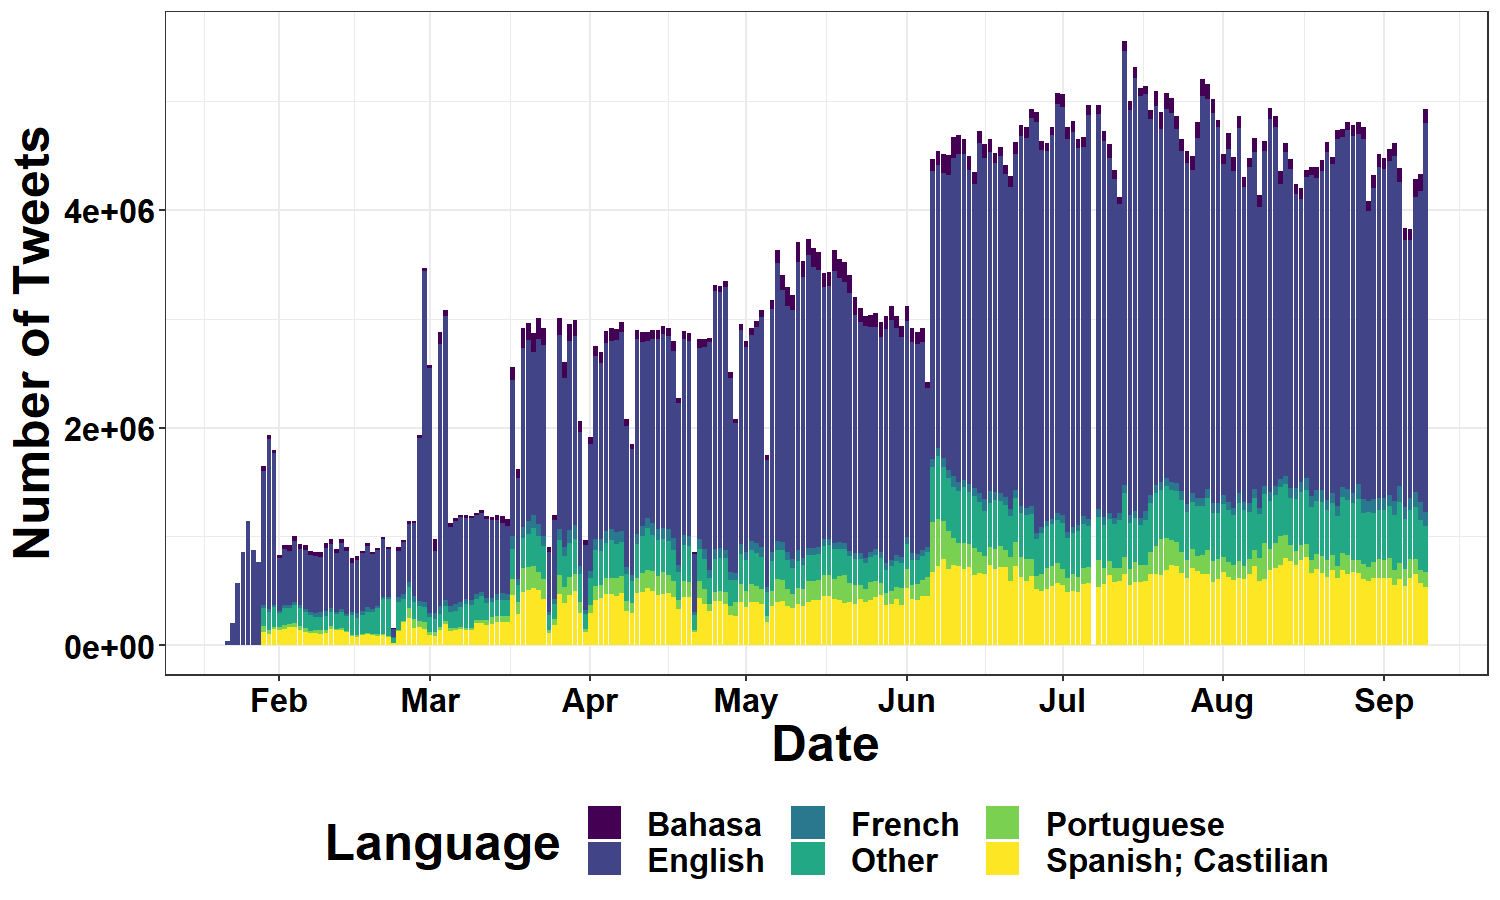 Number of Tweets
4e+06
2e+06
0e+00
Feb Mar Apr May Jun Jul Aug Sep
Date
Language
Bahasa French Portuguese
English Other Spanish; Castilian